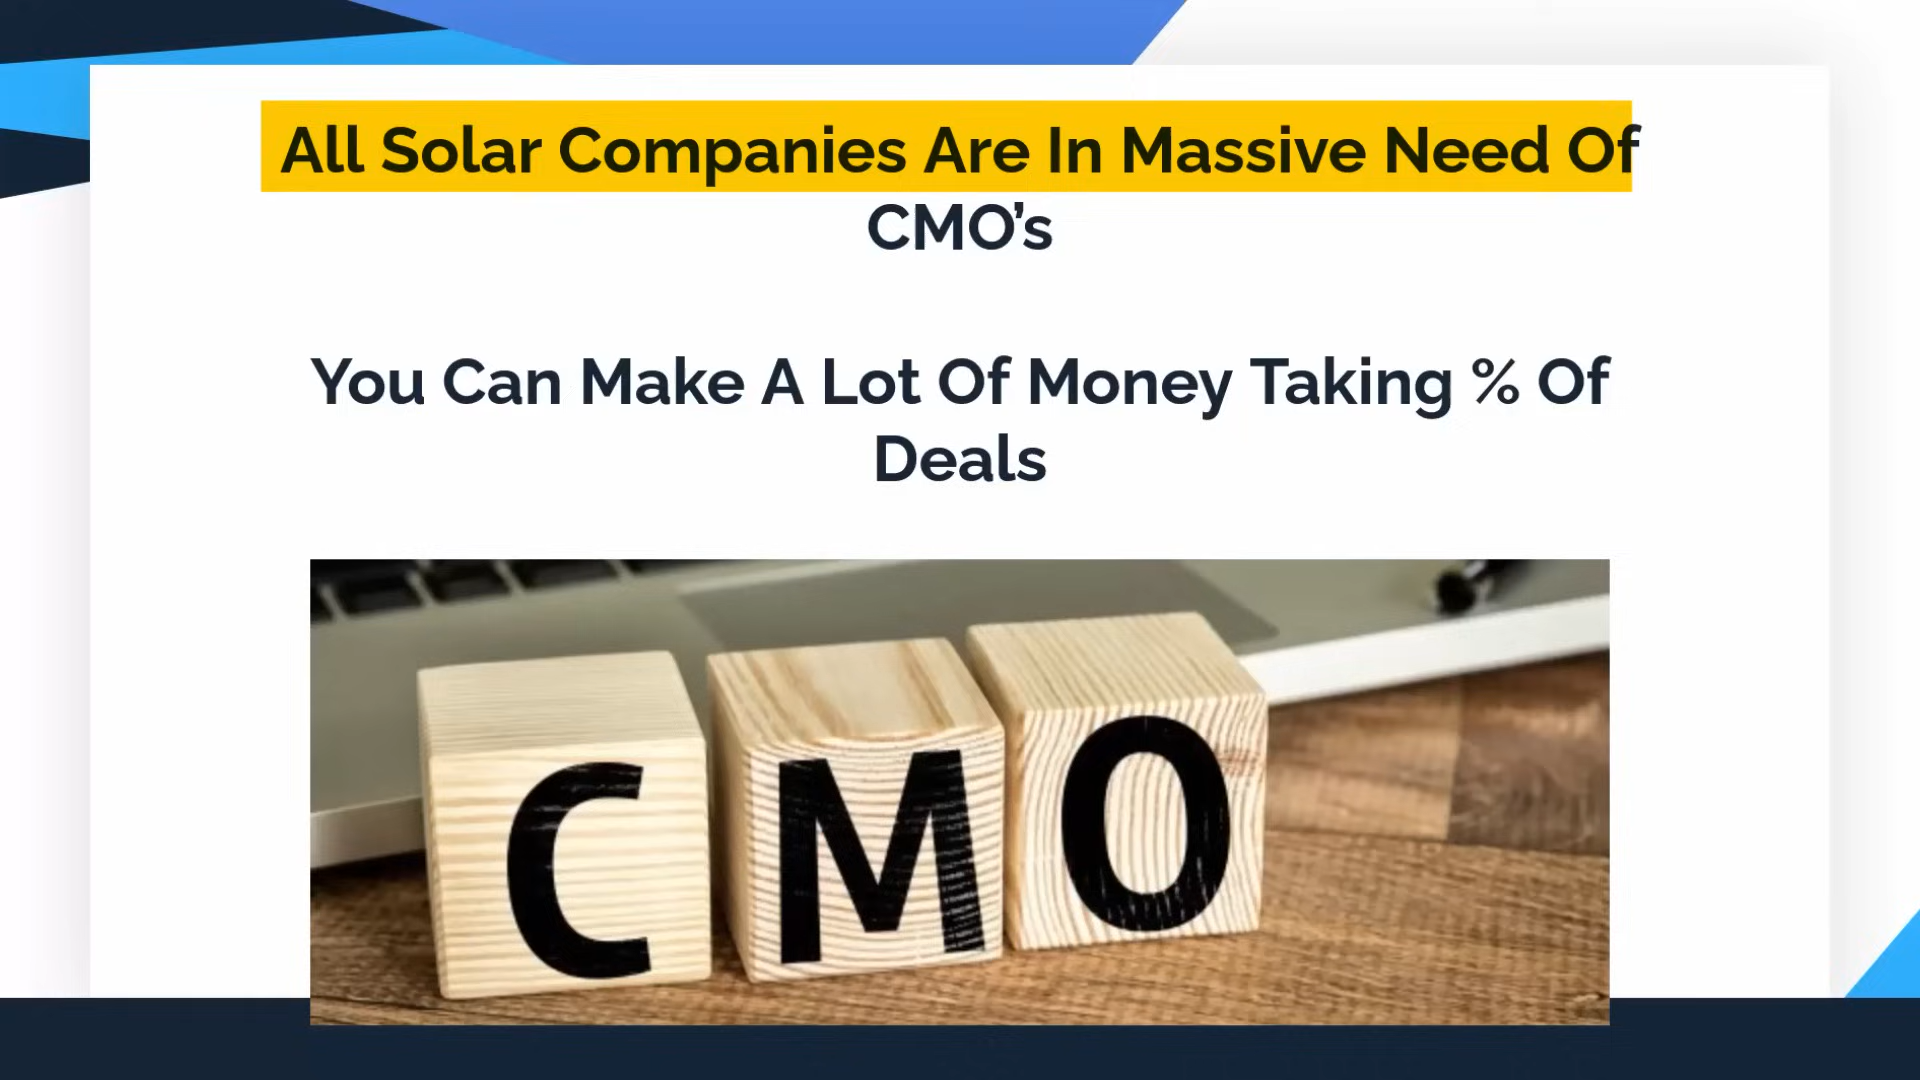 All Solar Companies Are In Massive Need Of
CMO’s
You Can Make A Lot Of Money Taking % Of
Deals
CMO